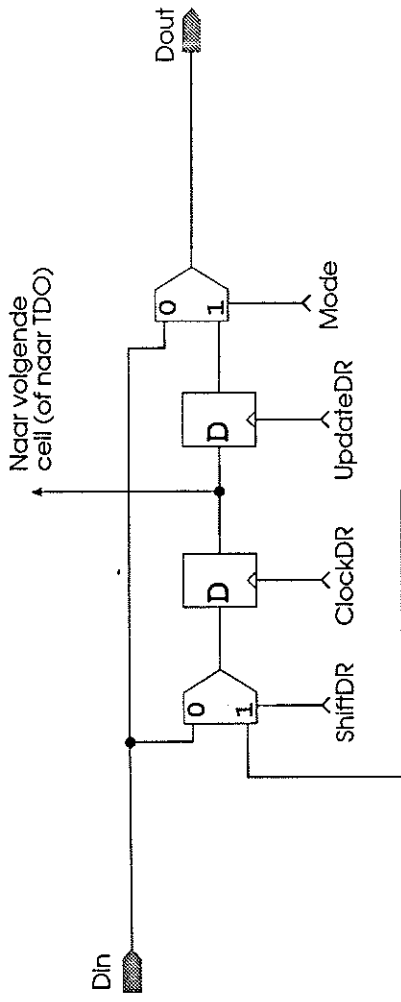 Naar volgende
cell (of naar TDO)
Din
Dout
0
1
D
D
0
1
ShiftDR
ClockDR
UpdateDR
Mode